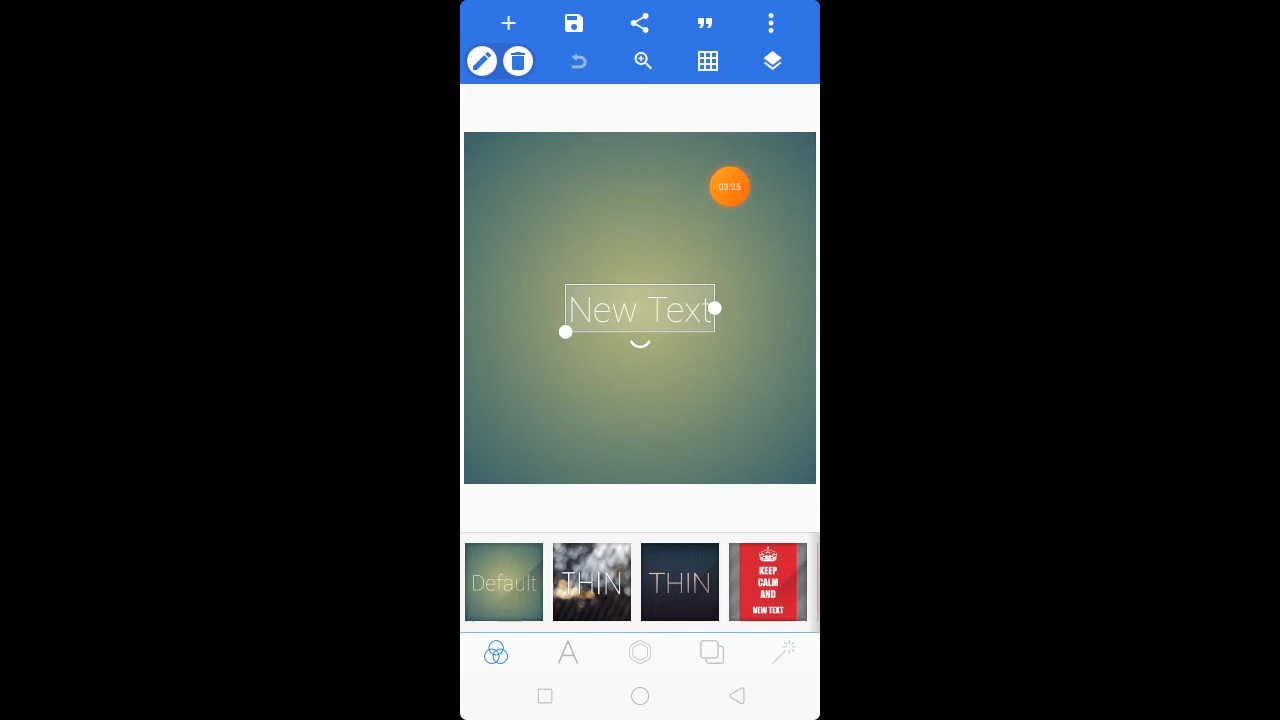 03:25
New Text
Default
THIN
THIN
KEEP
CALM
AND
NEW TEXT